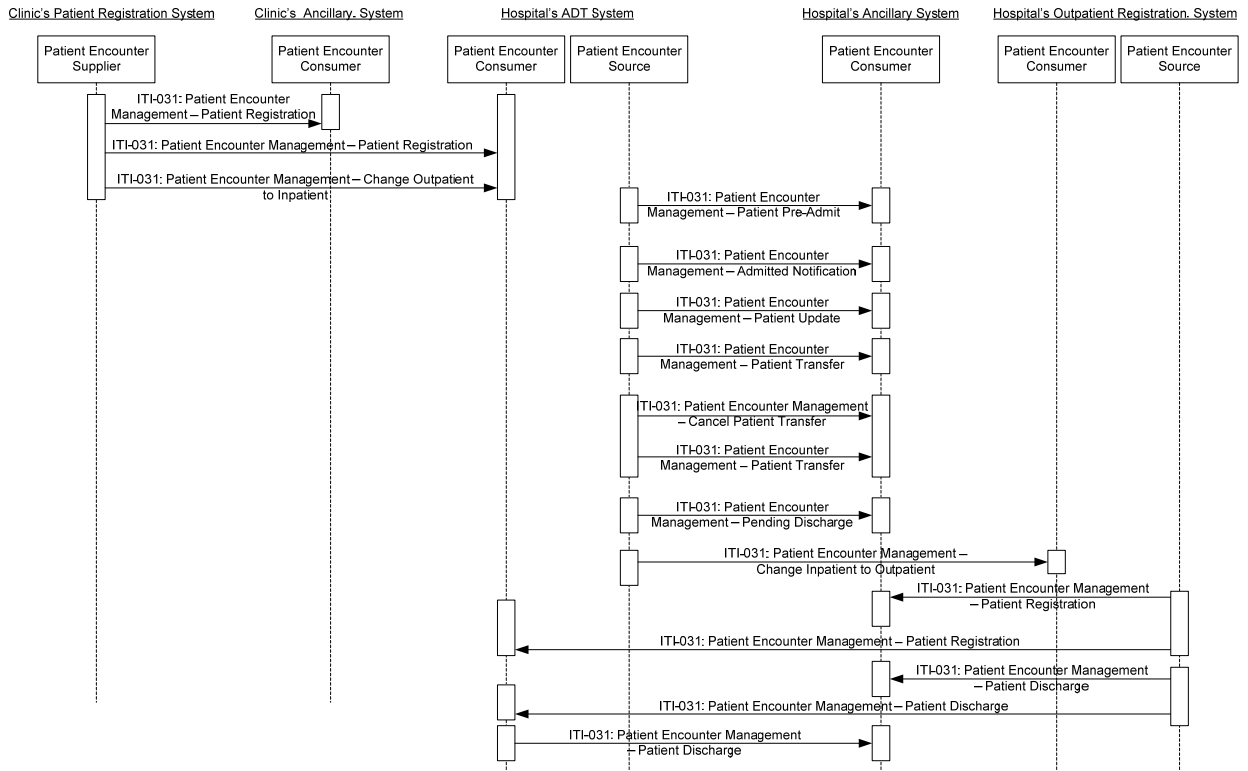 Clinic's Patient Registration System
Clinic's Ancillary. System
Hospital's ADT System
Hospital's Ancillary System
Hospital's Outpatient Registration. System
Patient Encounter
Supplier
Patient Encounter
Consumer
Patient Encounter
Consumer
Patient Encounter
Source
Patient Encounter
Consumer
Patient Encounter
Consumer
Patient Encounter
Source
ITI-031: Patient Encounter
Management – Patient Registration
ITI-031: Patient Encounter Management – Patient Registration
ITI-031: Patient Encounter Management – Change Outpatient
to Inpatient
ITI-031: Patient Encounter
Management – Patient Pre-Admit
ITI-031: Patient Encounter
Management – Admitted Notification
ITI-031: Patient Encounter
Management – Patient Update
ITI-031: Patient Encounter
Management – Patient Transfer
ITI-031: Patient Encounter Management
– Cancel Patient Transfer
ITI-031: Patient Encounter
Management – Patient Transfer
ITI-031: Patient Encounter
Management – Pending Discharge
ITI-031: Patient Encounter Management –
Change Inpatient to Outpatient
ITI-031: Patient Encounter Management
– Patient Registration
ITI-031: Patient Encounter Management – Patient Registration
ITI-031: Patient Encounter Management
– Patient Discharge
ITI-031: Patient Encounter Management – Patient Discharge
ITI-031: Patient Encounter Management
– Patient Discharge